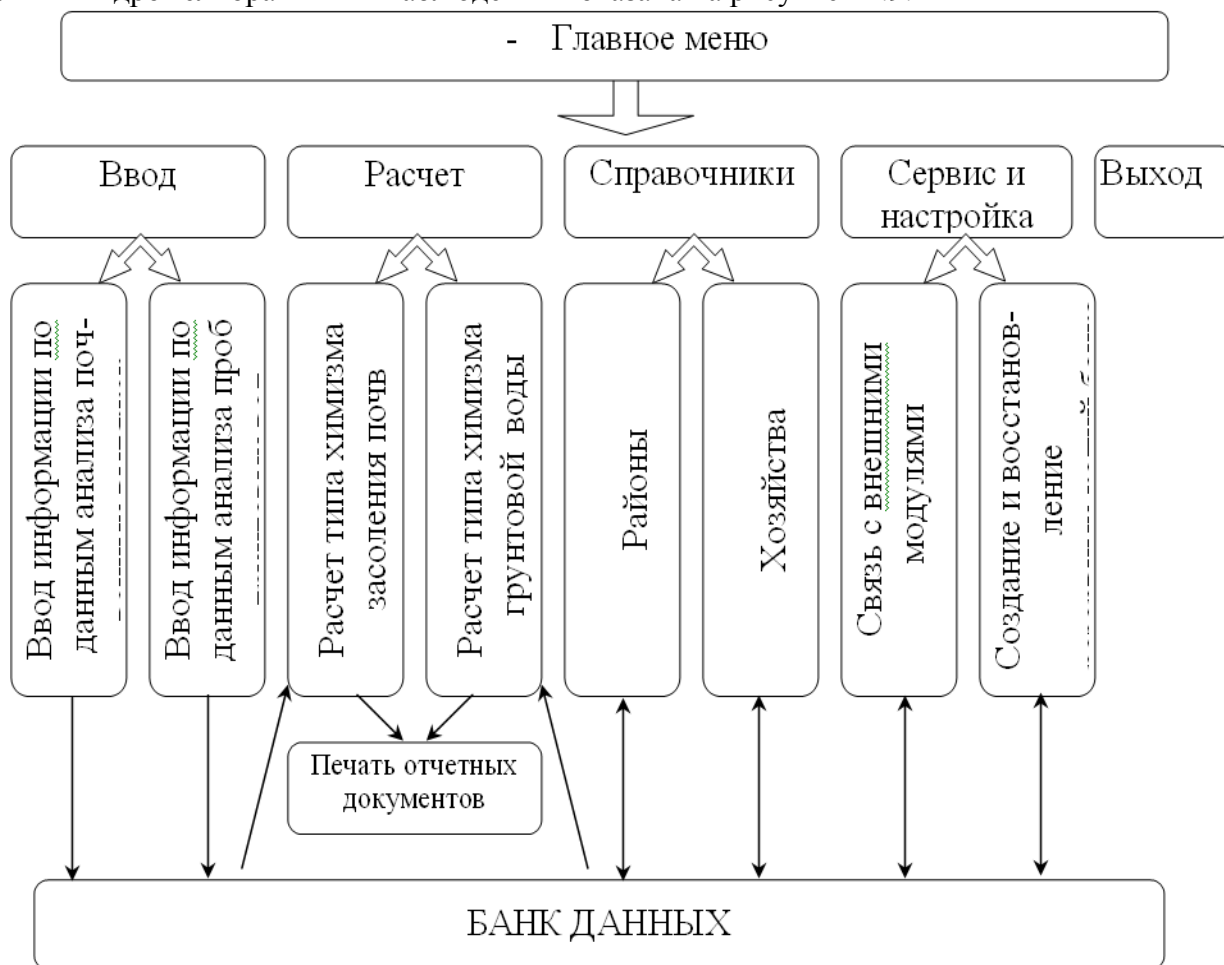 - Главное меню
Ввод
Расчет
Справочники
Сервис и
настройка
Выход
Ввод информации по
данным анализа поч-
Ввод информации по
данным анализа проб
Расчет типа химизма
засоления почв
Расчет типа химизма
грунтовой воды
Районы
Хозяйства
Связь с внешними
модулями
Создание и восстанов-
ление
Печать отчетных
документов
БАНК ДАННЫХ